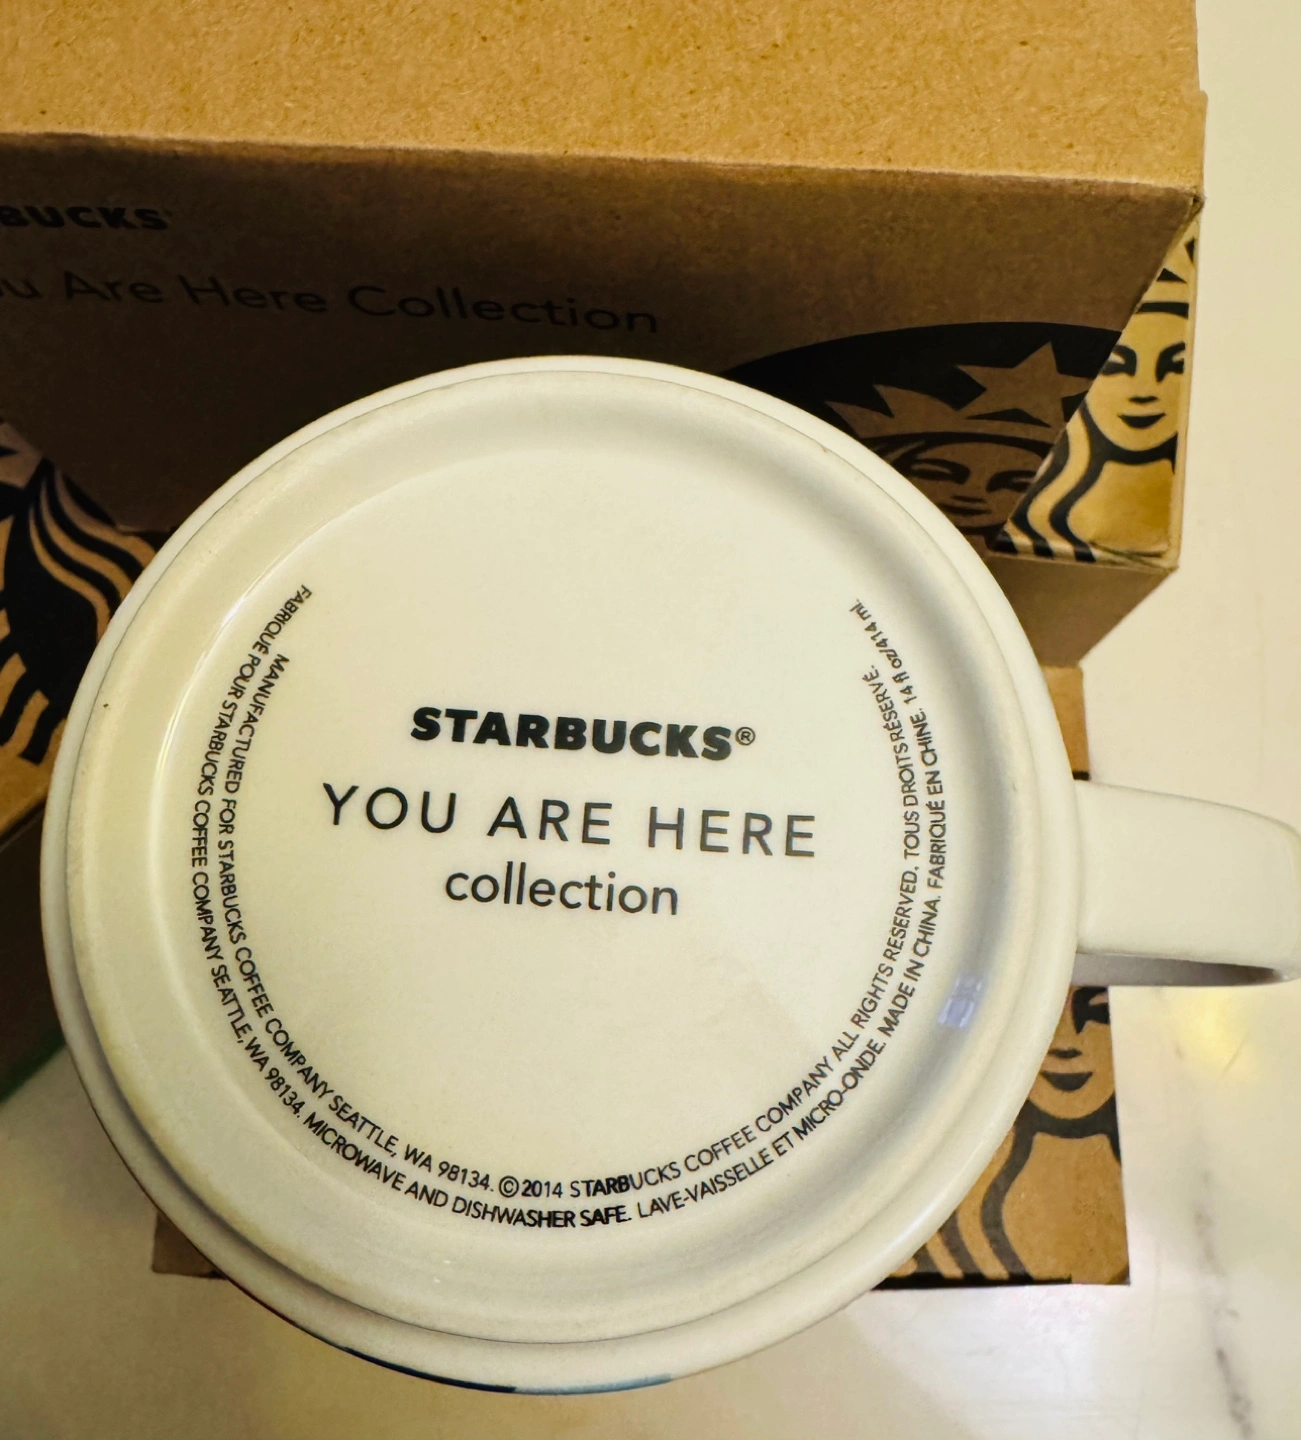 BUCKS
u Are Here Collection
STARBUCKS®
YOU ARE HERE
collection
MANUFACTURED FOR STARBUCKS COFFEE COMPANY SEATTLE, WA 98134. ©2014 STARBUCKS COFFEE COMPANY ALL RIGHTS RESERVED. TOUS DROITS RÉSERVÉ.
FABRIQUÉ POUR STARBUCKS COFFEE COMPANY SEATTLE, WA 98134. MICROWAVE AND DISHWASHER SAFE. LAVE-VAISSELLE ET MICRO-ONDE. MADE IN CHINA. FABRIQUÉ EN CHINE. 14 fl oz/414 ml.